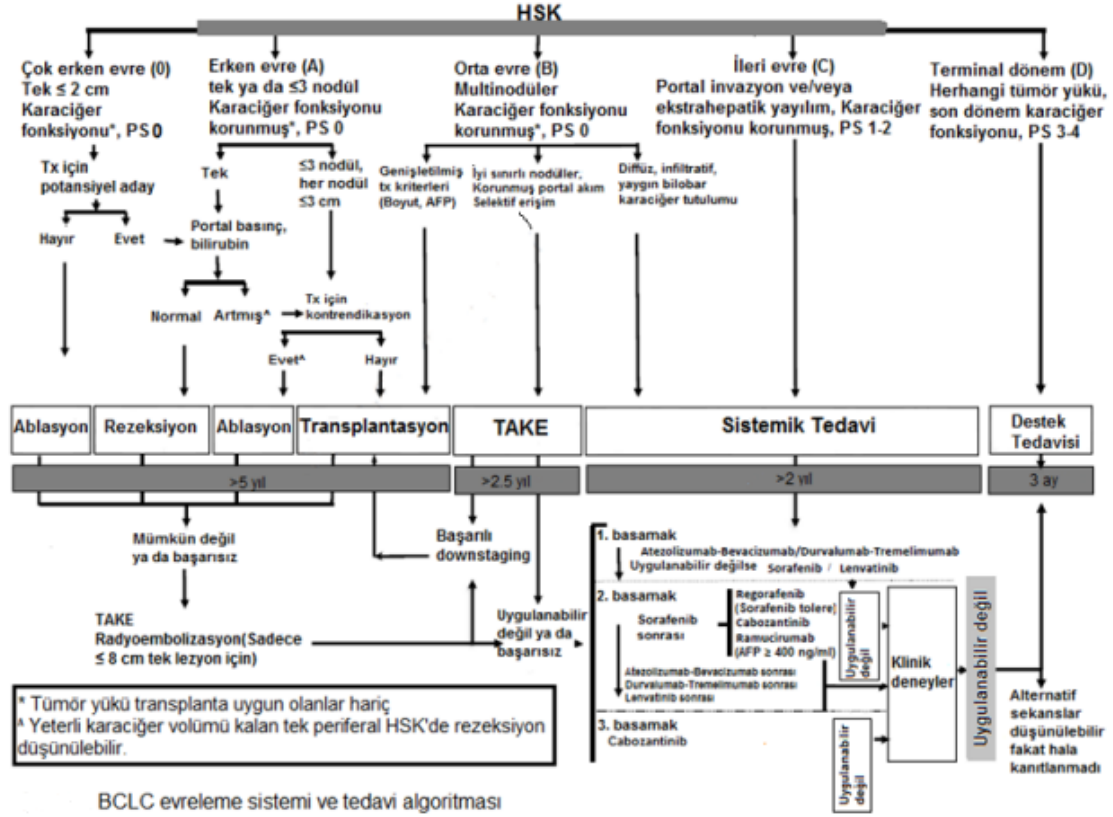 HSK
Çok erken evre (0)
Tek ≤ 2 cm
Karaciğer
fonksiyonu*, PS 0
Erken evre (A)
tek ya da ≤3 nodül
Karaciğer fonksiyonu
korunmuş*, PS 0
Orta evre (B)
Multinodüler
Karaciğer fonksiyonu
korunmuş*, PS 0
İleri evre (C)
Portal invazyon ve/veya
ekstrahepatik yayılım, Karaciğer
fonksiyonu korunmuş, PS 1-2
Terminal dönem (D)
Herhangi tümör yükü,
son dönem karaciğer
fonksiyonu, PS 3-4
Tx için
potansiyel aday
Hayır
Evet
Tek
≤3 nodül,
her nodül
≤3 cm
Genişletilmiş
tx kriterleri
(Boyut, AFP)
İyi sınırlı nodüller,
Korunmuş portal akım
Selektif erişim
Diffüz, infiltratif,
yaygın bilobar
karaciğer tutulumu
Portal basınç,
bilirubin
Normal
Artmış^
Tx için
kontrendikasyon
Evet^
Hayır
Ablasyon
Rezeksiyon
Ablasyon
Transplantasyon
TAKE
Sistemik Tedavi
Destek
Tedavisi
>5 yıl
>2.5 yıl
>2 yıl
3 ay
Mümkün değil
ya da başarısız
Başarılı
downstaging
TAKE
Radyoembolizasyon(Sadece
≤ 8 cm tek lezyon için)
Uygulanabilir
değil ya da
başarısız
1. basamak
Atezolizumab-Bevacizumab/Durvalumab-Tremelimumab
Uygulanabilir değilse Sorafenib / Lenvatinib
2. basamak
Sorafenib
sonrası
Regorafenib
(Sorafenib tolere)
Cabozantinib
Ramucirumab
(AFP ≥ 400 ng/ml)
Atezolizumab-Bevacizumab sonrası
Durvalumab-Tremelimumab sonrası
Lenvatinib sonrası
3. basamak
Cabozantinib
Uygulanabilir
değil
Uygulanabilir
değil
Klinik
deneyler
Uygulanabilir değil
Alternatif
sekanslar
düşünülebilir
fakat hala
kanıtlanmadı
* Tümör yükü transplanta uygun olanlar hariç
^ Yeterli karaciğer volümü kalan tek periferal HSK'de rezeksiyon
düşünülebilir.
BCLC evreleme sistemi ve tedavi algoritması